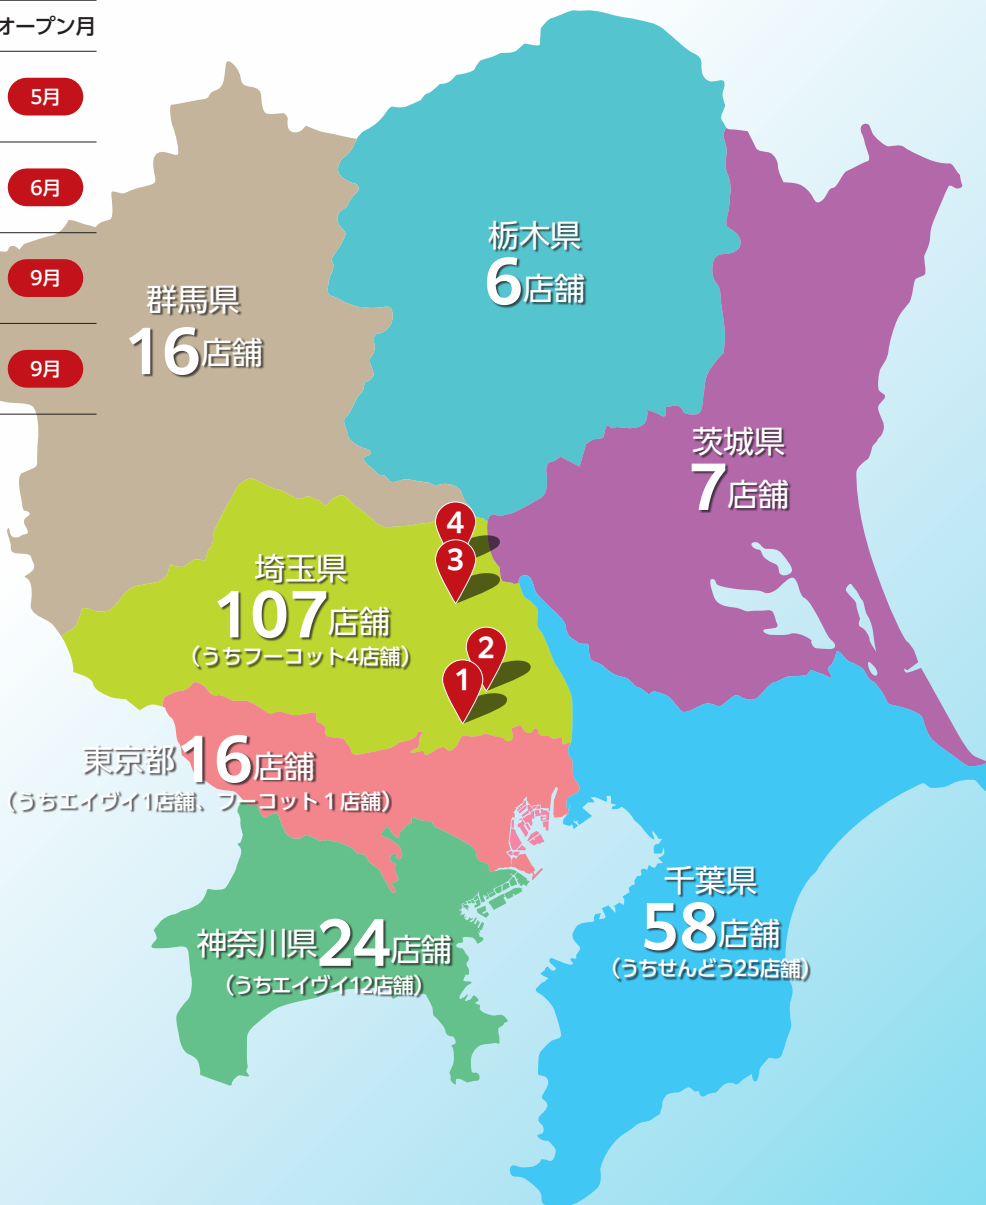 オープン月
5月
6月
9月
9月
栃木県
6店舗
群馬県
16店舗
茨城県
7店舗
4
3
埼玉県
107店舗
（うちフーコット4店舗）
2
1
東京都16店舗
（うちエイヴイ1店舗、フーコット１店舗）
千葉県
58店舗
（うちせんどう25店舗）
神奈川県24店舗
（うちエイヴイ12店舗）